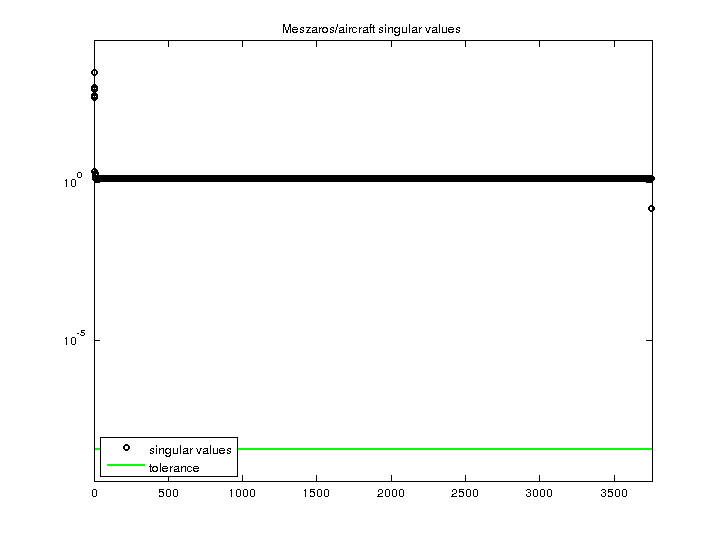 Meszaros/aircraft singular values
10^0
10^-5
singular values
tolerance
0 500 1000 1500 2000 2500 3000 3500